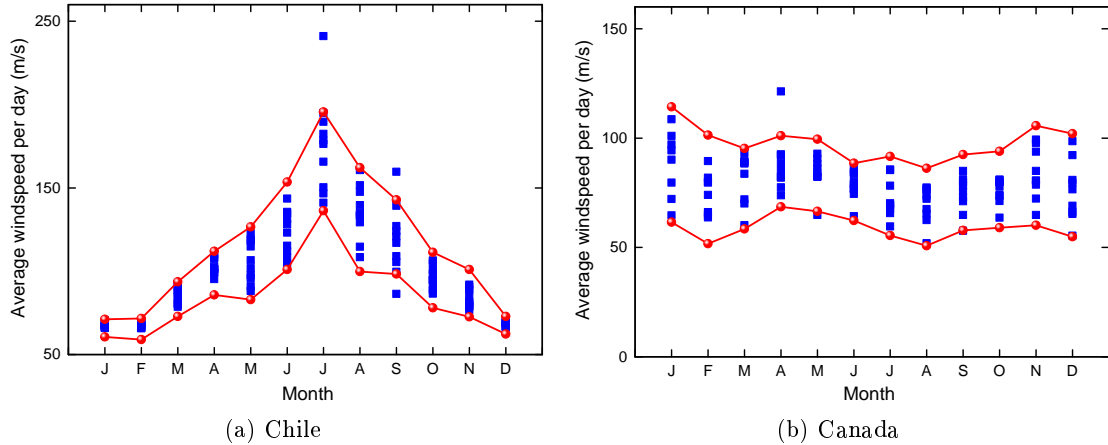 Average windspeed per day (m/s)
250
150
50
J F M A M J J A S O N D
Month
(a) Chile
Average windspeed per day (m/s)
150
100
50
0
J F M A M J J A S O N D
Month
(b) Canada